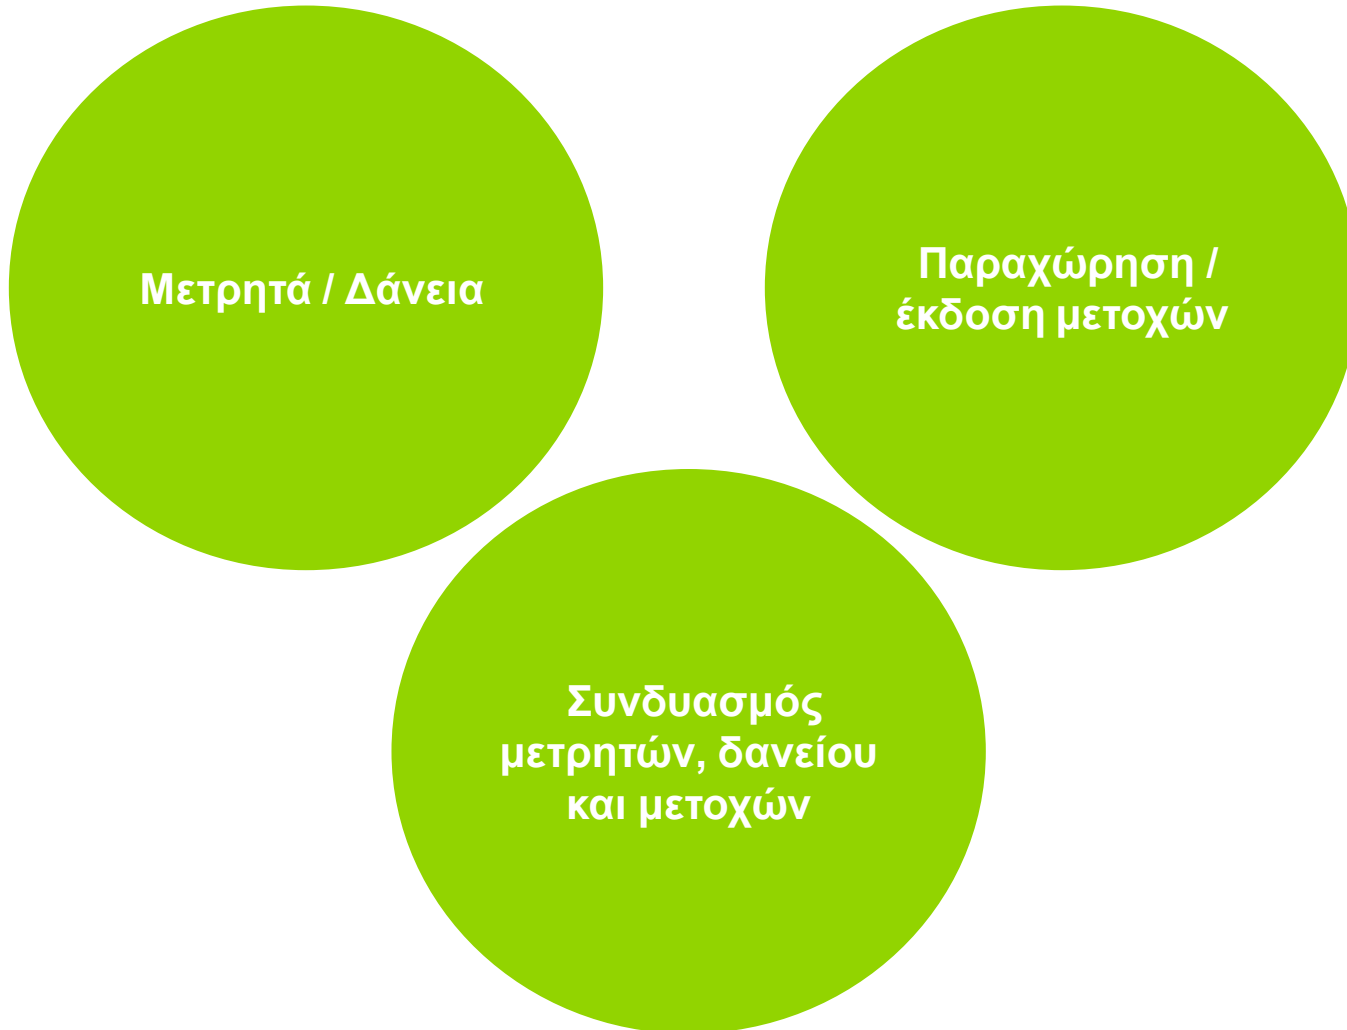 Μετρητά / Δάνεια
Παραχώρηση /
έκδοση μετοχών
Συνδυασμός
μετρητών, δανείου
και μετοχών